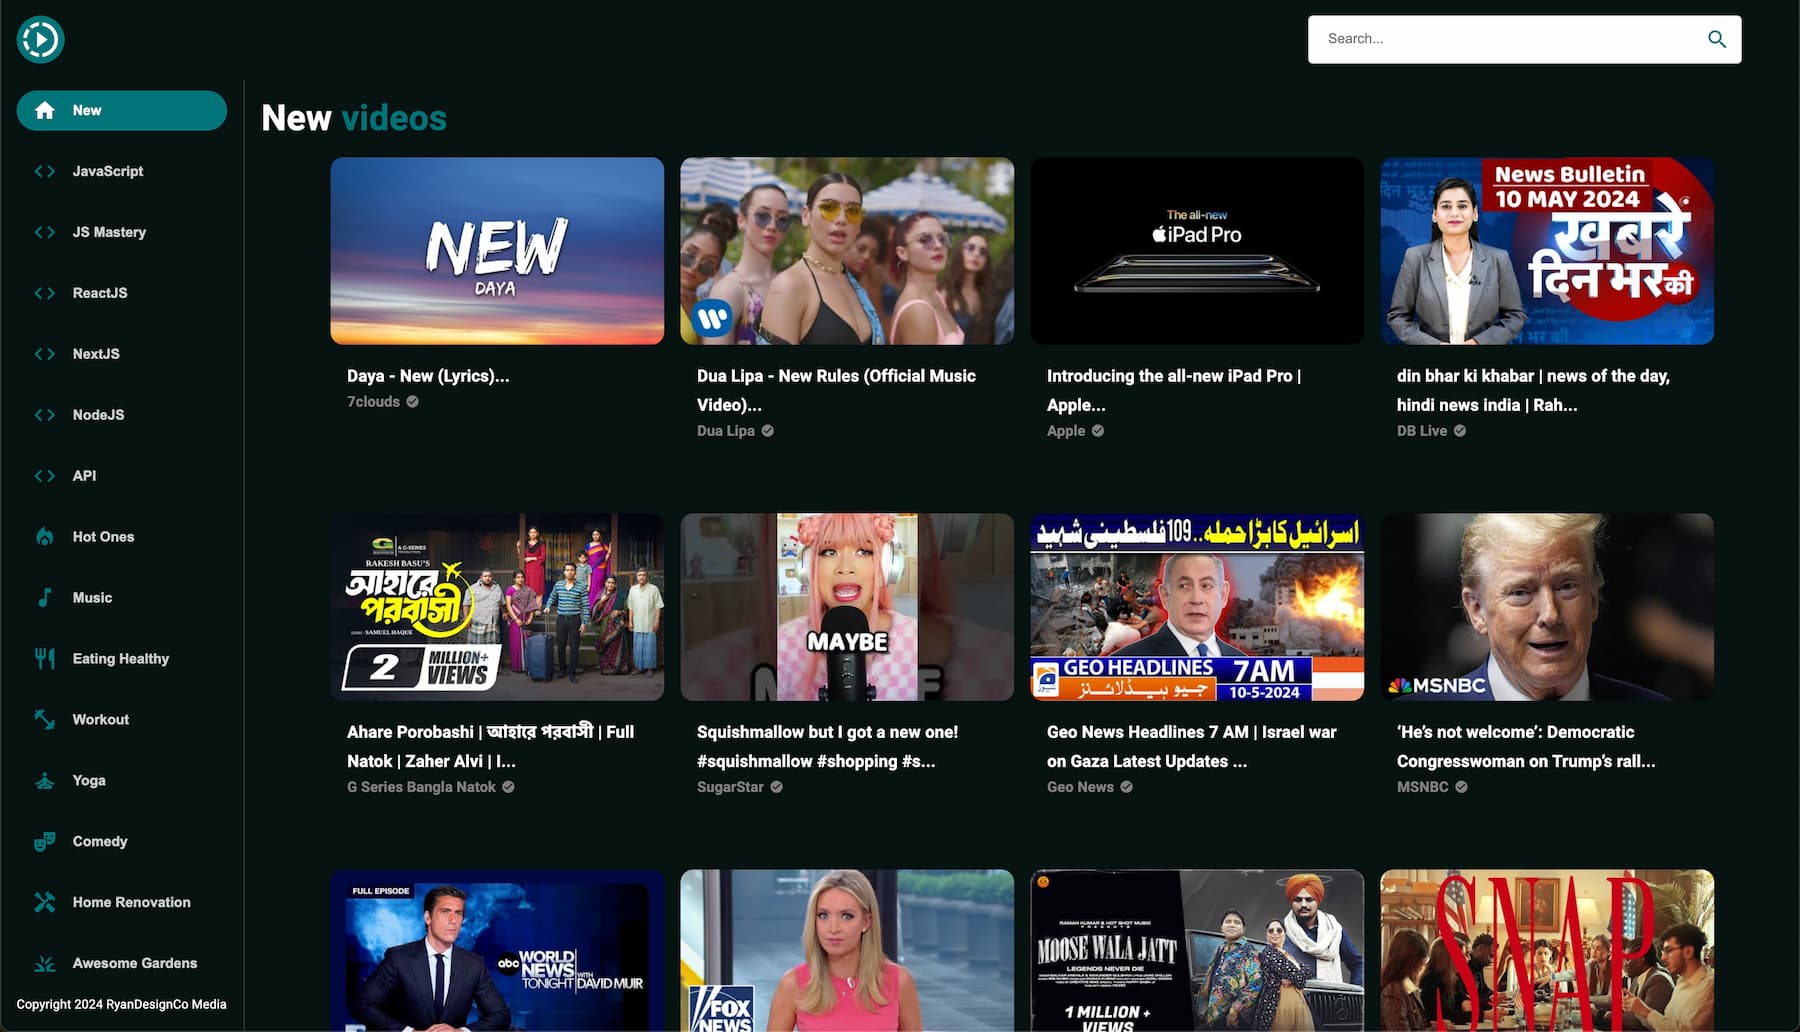 Search...
New
JavaScript
JS Mastery
ReactJS
NextJS
NodeJS
API
Hot Ones
Music
Eating Healthy
Workout
Yoga
Comedy
Home Renovation
Awesome Gardens
Copyright 2024 RyanDesignCo Media
New videos
NEW
DAYA
Daya - New (Lyrics)...
7clouds
Dua Lipa - New Rules (Official Music
Video)...
Dua Lipa
The all-new
iPad Pro
Introducing the all-new iPad Pro |
Apple...
Apple
News Bulletin
10 MAY 2024
खबरें
दिन भर की
din bhar ki khabar | news of the day,
hindi news india | Rah...
DB Live
A G-SERIES
RAKESH BASU'S
আহারে
পরবাসী
STORY : SAMUEL HAQUE
2 MILLION+
VIEWS
Ahare Porobashi | আহারে পরবাসী | Full
Natok | Zaher Alvi | I...
G Series Bangla Natok
MAYBE
Squishmallow but I got a new one!
#squishmallow #shopping #s...
SugarStar
اسرائیل کا بڑا حملہ..109 فلسطینی شہید
GEO HEADLINES
جیو ہیڈلائنز
7AM
10-5-2024
Geo News Headlines 7 AM | Israel war
on Gaza Latest Updates ...
Geo News
MSNBC
‘He’s not welcome’: Democratic
Congresswoman on Trump’s rall...
MSNBC
FULL EPISODE
abc WORLD
NEWS
TONIGHT WITH DAVID MUIR
FOX
NEWS
RAMAN KUMAR & HOT SHOT MUSIC
PRESENTS
MOOSE WALA JATT
LEGENDS NEVER DIE
1 MILLION +
VIEWS
SNAP